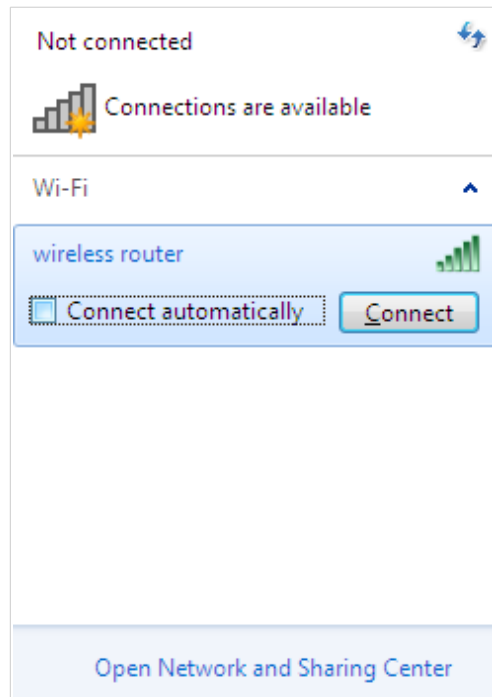 Not connected
Connections are available
Wi-Fi
wireless router
Connect automatically
Connect
Open Network and Sharing Center